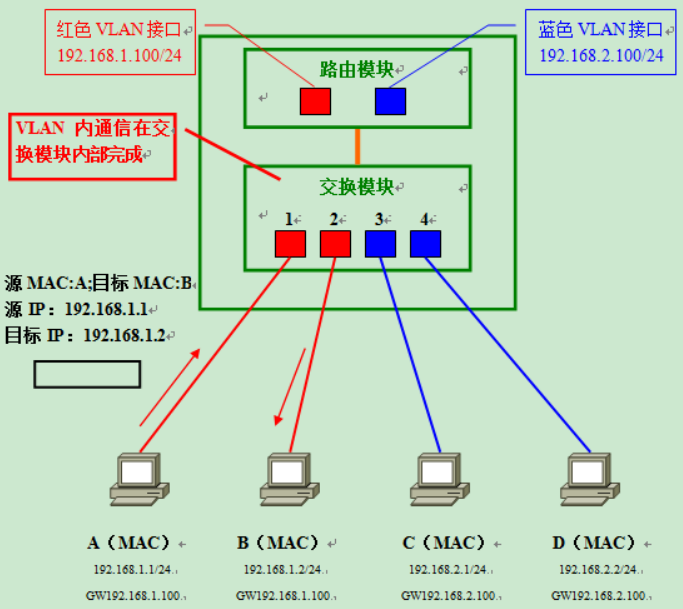 红色 VLAN 接口
192.168.1.100/24
蓝色 VLAN 接口
192.168.2.100/24
路由模块
VLAN 内通信在交
换模块内部完成
交换模块
1 2 3 4
源 MAC:A;目标 MAC:B
源 IP：192.168.1.1
目标 IP：192.168.1.2
A（MAC） B（MAC） C（MAC） D（MAC）
192.168.1.1/24. 192.168.1.2/24. 192.168.2.1/24. 192.168.2.2/24.
GW192.168.1.100. GW192.168.1.100. GW192.168.2.100. GW192.168.2.100.